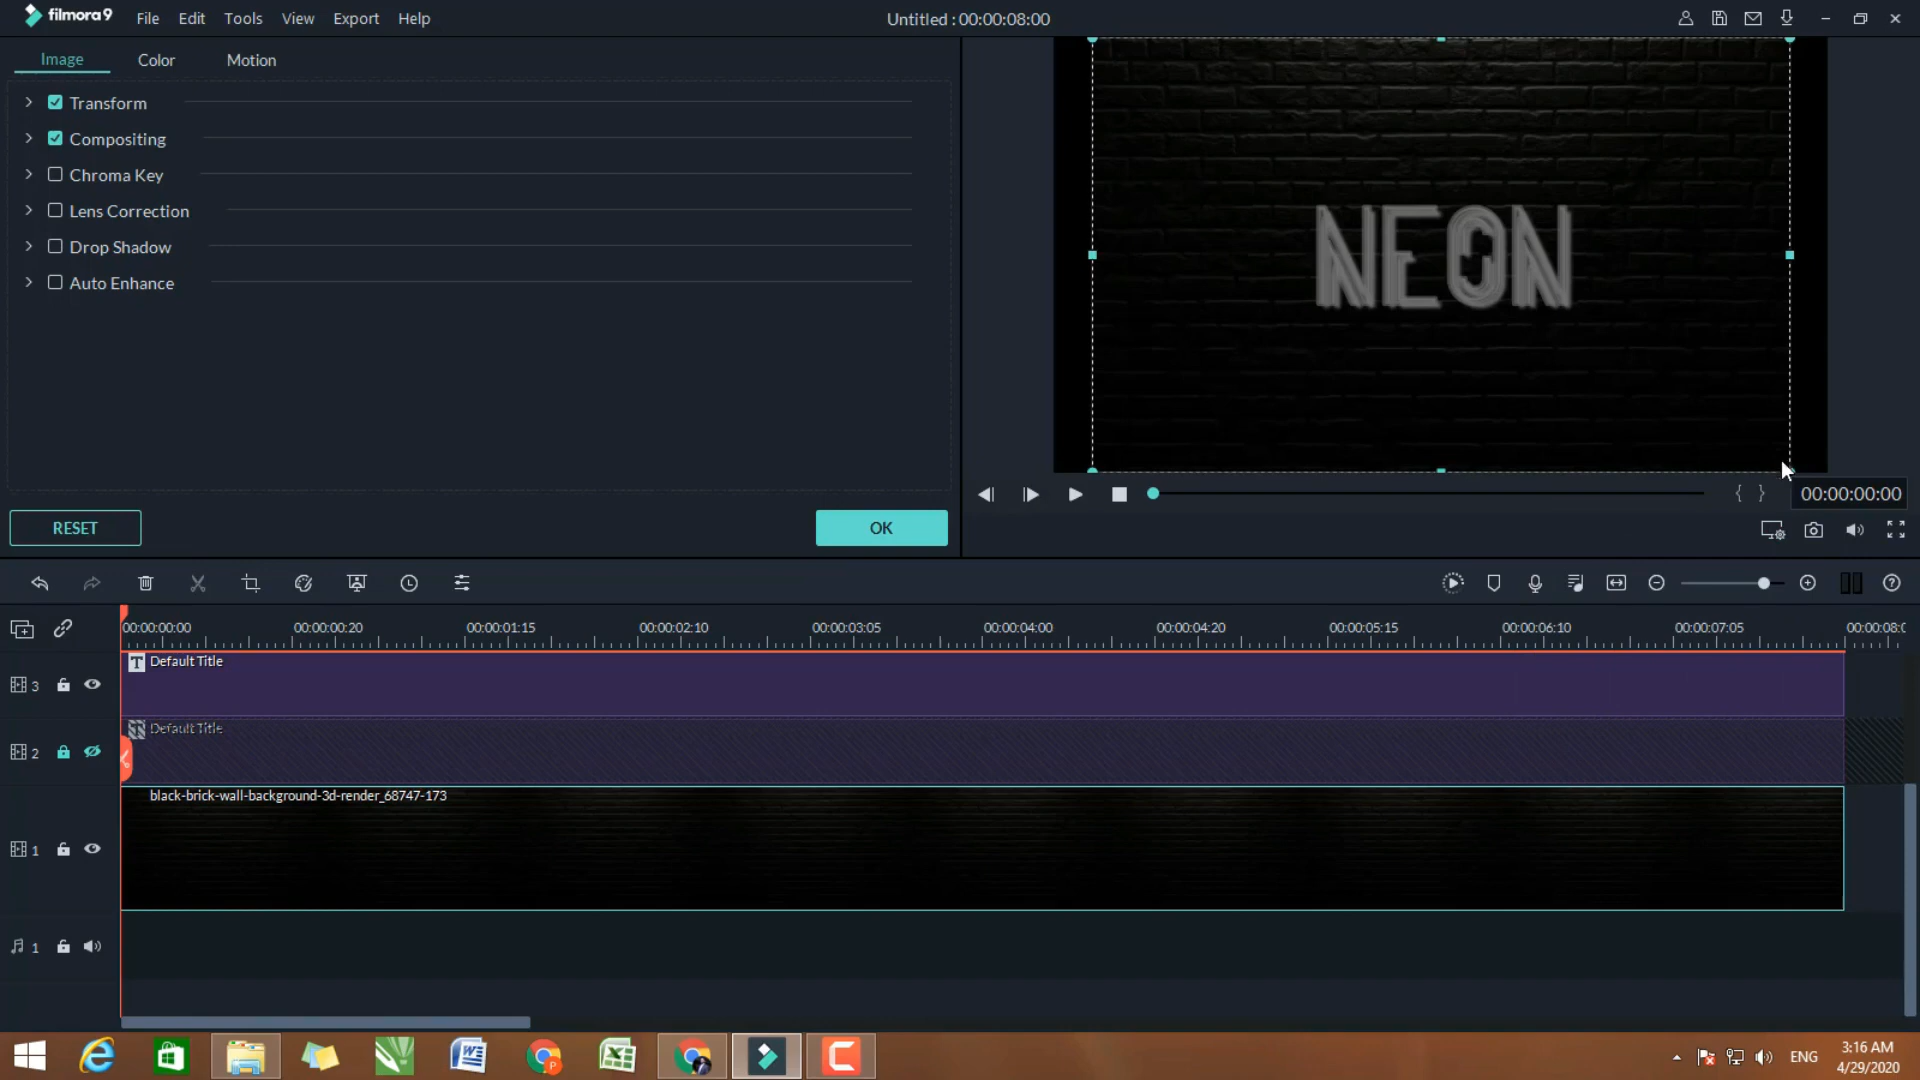 filmora9 File Edit Tools View Export Help Untitled : 00:00:08:00
Image Color Motion
Transform
Compositing
Chroma Key
Lens Correction
Drop Shadow
Auto Enhance
NEON
{ } 00:00:00:00
RESET OK
00:00:00:00 00:00:00:20 00:00:01:15 00:00:02:10 00:00:03:05 00:00:04:00 00:00:04:20 00:00:05:15 00:00:06:10 00:00:07:05 00:00:08:0
T Default Title
3
Default Title
2
black-brick-wall-background-3d-render_68747-173
1
1
ENG 3:16 AM
4/29/2020